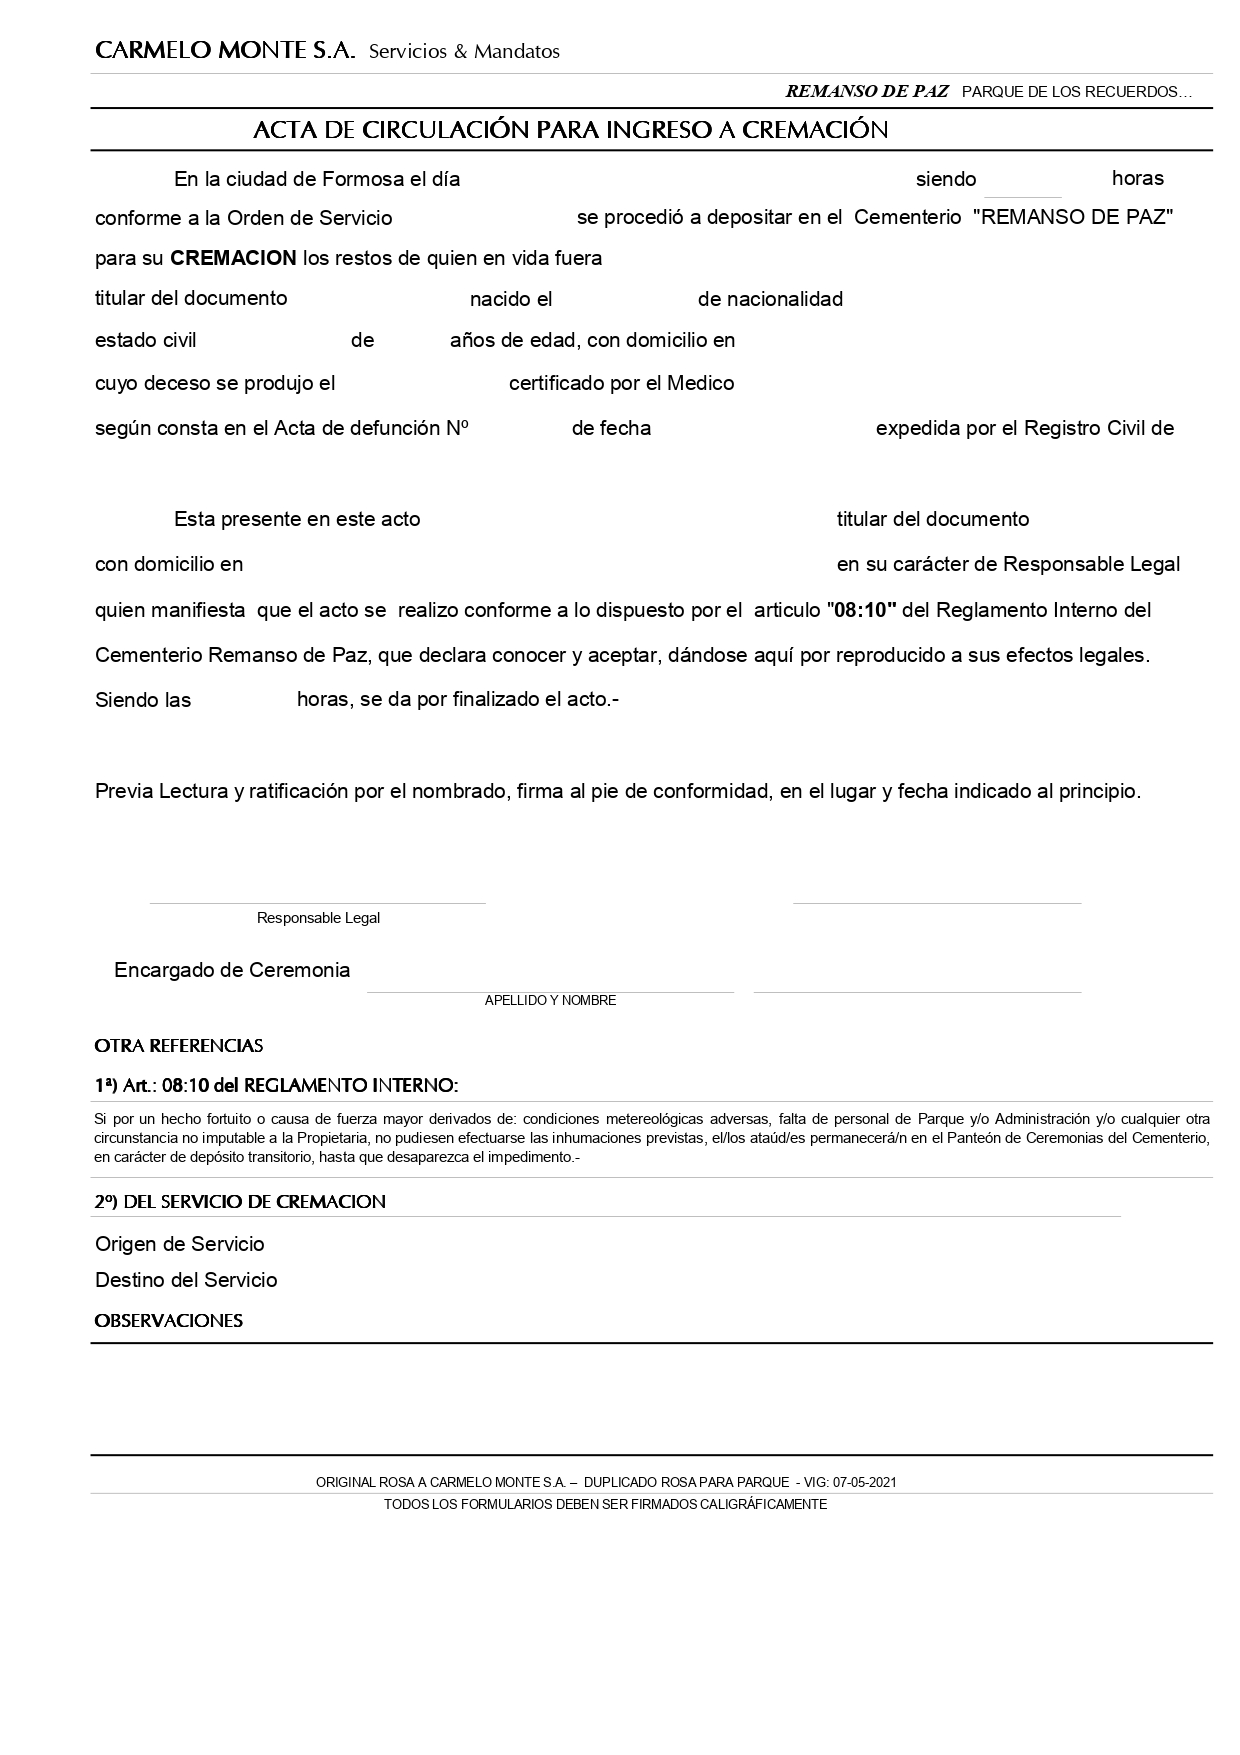 CARMELO MONTE S.A. Servicios & Mandatos
REMANSO DE PAZ PARQUE DE LOS RECUERDOS…
ACTA DE CIRCULACIÓN PARA INGRESO A CREMACIÓN
En la ciudad de Formosa el día siendo horas
conforme a la Orden de Servicio se procedió a depositar en el Cementerio "REMANSO DE PAZ"
para su CREMACION los restos de quien en vida fuera
titular del documento nacido el de nacionalidad
estado civil de años de edad, con domicilio en
cuyo deceso se produjo el certificado por el Medico
según consta en el Acta de defunción Nº de fecha expedida por el Registro Civil de
Esta presente en este acto titular del documento
con domicilio en en su carácter de Responsable Legal
quien manifiesta que el acto se realizo conforme a lo dispuesto por el articulo "08:10" del Reglamento Interno del
Cementerio Remanso de Paz, que declara conocer y aceptar, dándose aquí por reproducido a sus efectos legales.
Siendo las horas, se da por finalizado el acto.-
Previa Lectura y ratificación por el nombrado, firma al pie de conformidad, en el lugar y fecha indicado al principio.
Responsable Legal
Encargado de Ceremonia
APELLIDO Y NOMBRE
OTRA REFERENCIAS
1ª) Art.: 08:10 del REGLAMENTO INTERNO:
Si por un hecho fortuito o causa de fuerza mayor derivados de: condiciones metereológicas adversas, falta de personal de Parque y/o Administración y/o cualquier otra
circunstancia no imputable a la Propietaria, no pudiesen efectuarse las inhumaciones previstas, el/los ataúd/es permanecerá/n en el Panteón de Ceremonias del Cementerio,
en carácter de depósito transitorio, hasta que desaparezca el impedimento.-
2º) DEL SERVICIO DE CREMACION
Origen de Servicio
Destino del Servicio
OBSERVACIONES
ORIGINAL ROSA A CARMELO MONTE S.A. – DUPLICADO ROSA PARA PARQUE - VIG: 07-05-2021
TODOS LOS FORMULARIOS DEBEN SER FIRMADOS CALIGRÁFICAMENTE